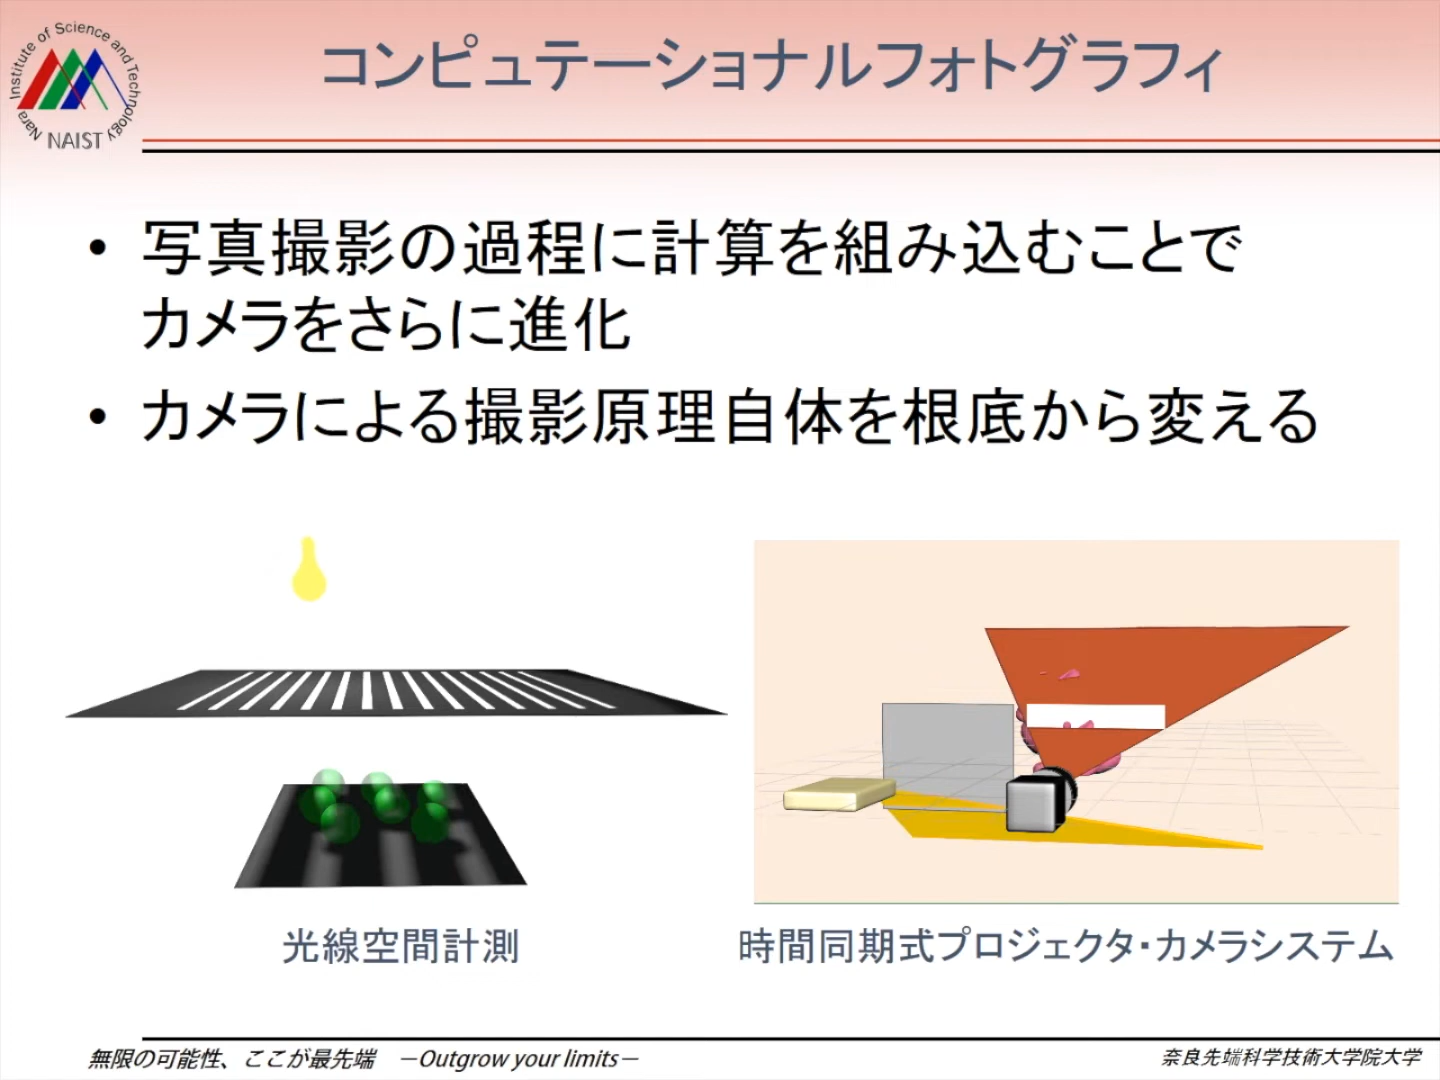 Nara Institute of Science and Technology
NAIST
コンピュテーショナルフォトグラフィ
• 写真撮影の過程に計算を組み込むことで
カメラをさらに進化
• カメラによる撮影原理自体を根底から変える
光線空間計測
時間同期式プロジェクタ・カメラシステム
無限の可能性、ここが最先端 －Outgrow your limits－
奈良先端科学技術大学院大学